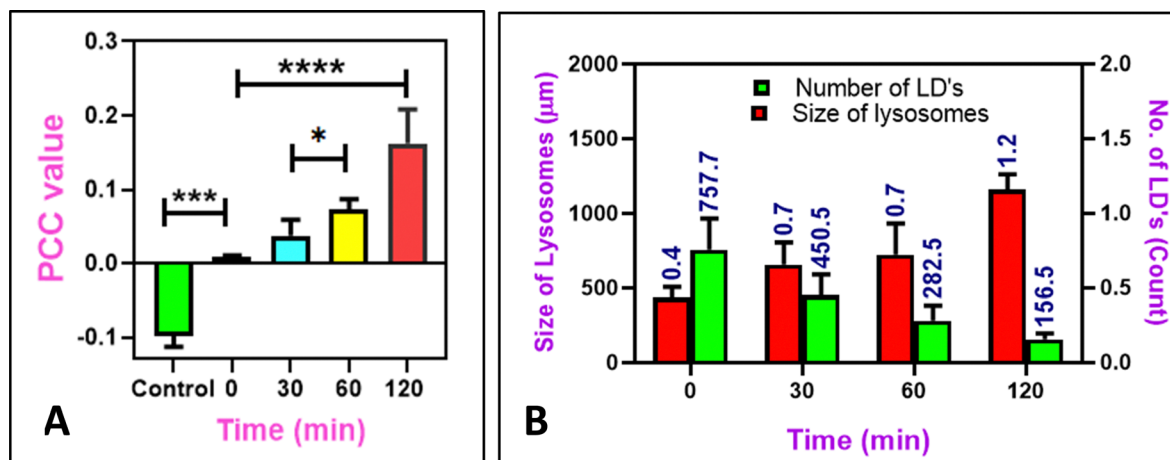 PCC value
0.3
0.2
0.1
0.0
-0.1
****
*
***
Control 0 30 60 120
Time (min)
A
Size of Lysosomes (μm)
2000
1500
1000
500
0
Number of LD's
Size of lysosomes
0.4
757.7
0.7
450.5
0.7
282.5
1.2
156.5
2.0
1.5
1.0
0.5
0.0
No. of LD's (Count)
0 30 60 120
Time (min)
B